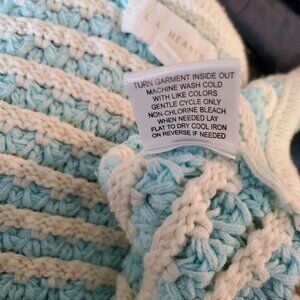 L.A. HEARTS
TURN GARMENT INSIDE OUT
MACHINE WASH COLD
WITH LIKE COLORS
GENTLE CYCLE ONLY
NON-CHLORINE BLEACH
WHEN NEEDED LAY
FLAT TO DRY COOL IRON
ON REVERSE IF NEEDED